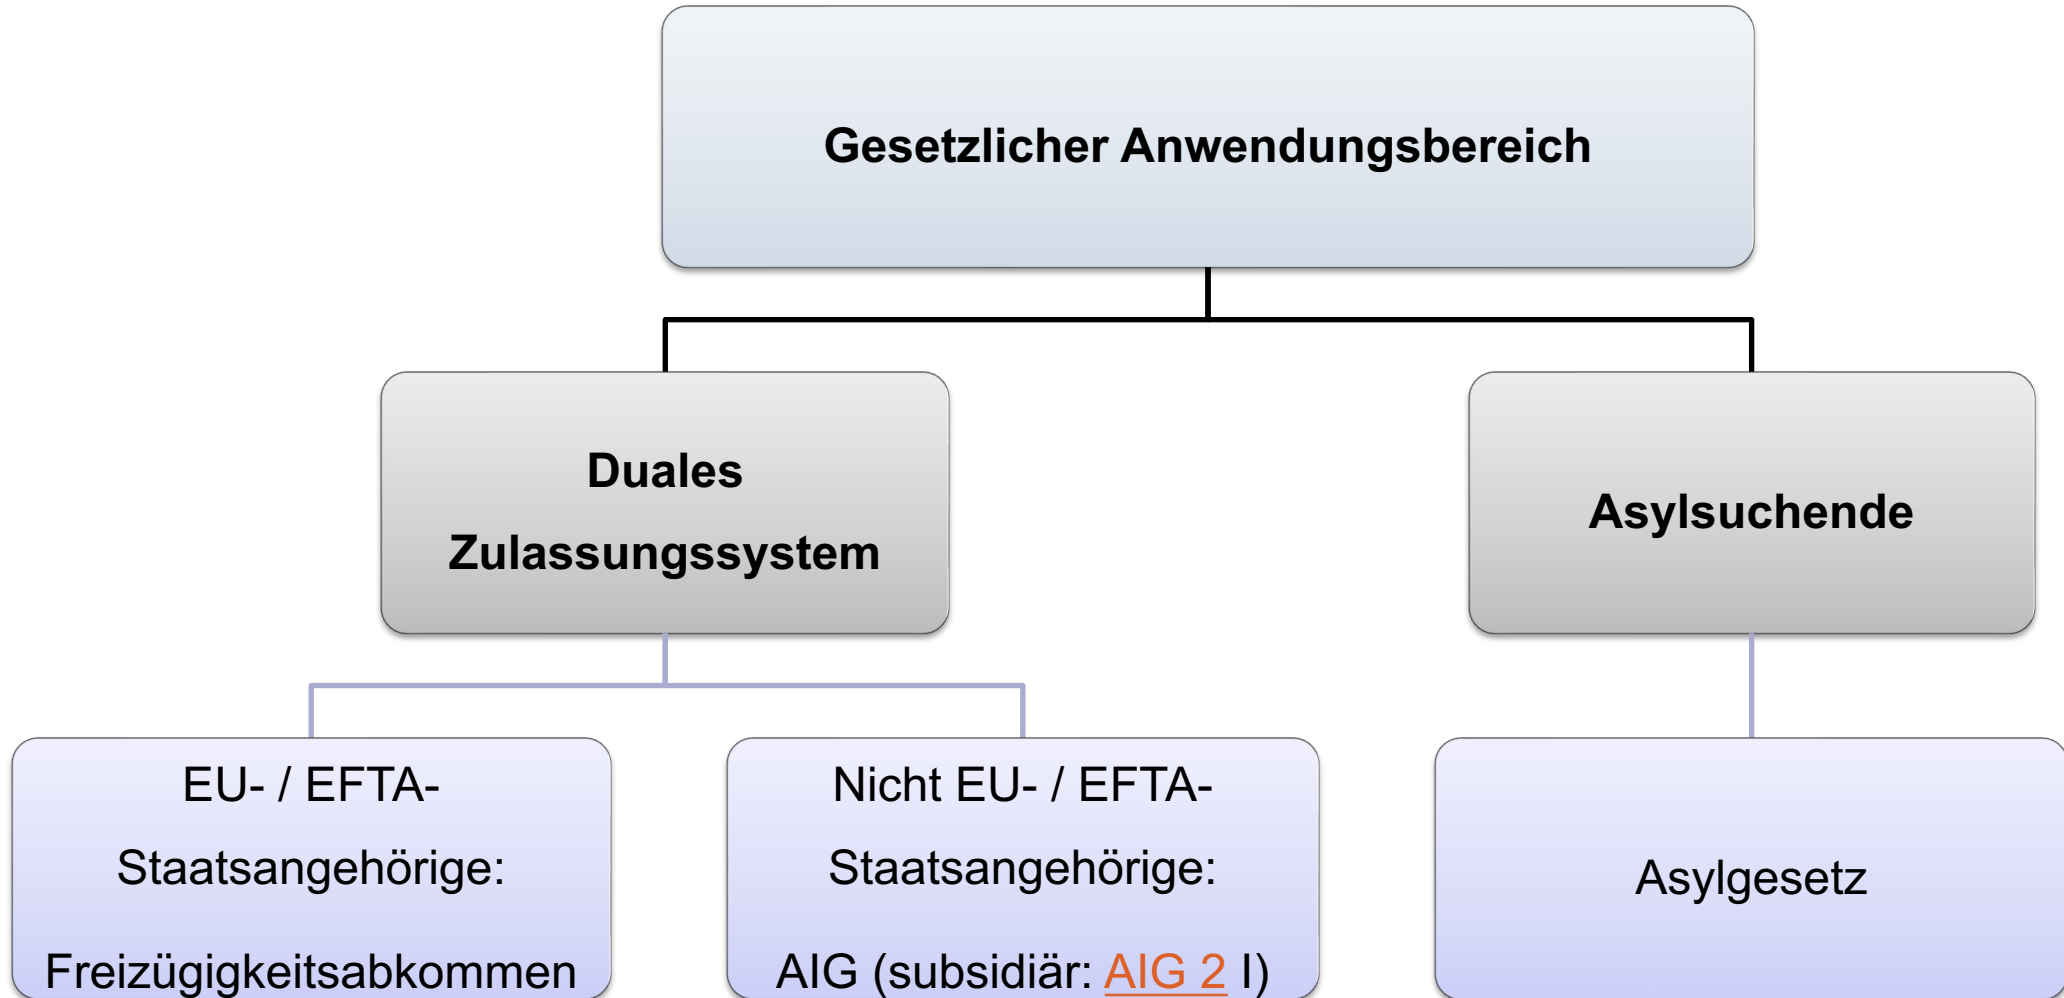 Gesetzlicher Anwendungsbereich
Duales
Zulassungssystem
Asylsuchende
EU- / EFTA-
Staatsangehörige:
Freizügigkeitsabkommen
Nicht EU- / EFTA-
Staatsangehörige:
AIG (subsidiär: AIG 2 I)
Asylgesetz